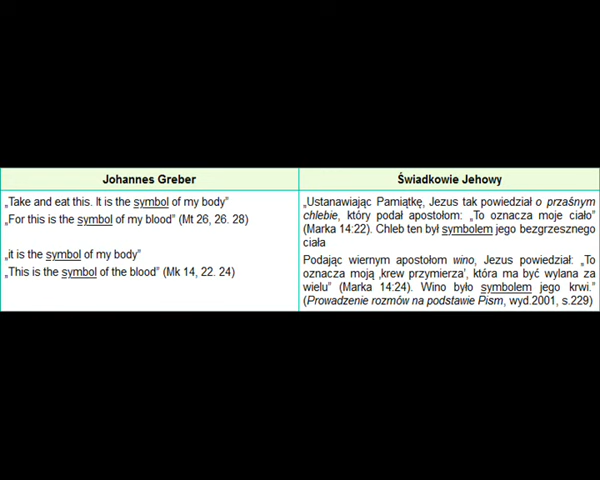 Johannes Greber
Świadkowie Jehowy
„Take and eat this. It is the symbol of my body”
„For this is the symbol of my blood” (Mt 26, 26. 28)
„it is the symbol of my body”
„This is the symbol of the blood” (Mk 14, 22. 24)
„Ustanawiając Pamiątkę, Jezus tak powiedział o przaśnym
chlebie, który podał apostołom: „To oznacza moje ciało”
(Marka 14:22). Chleb ten był symbolem jego bezgrzesznego
ciała
Podając wiernym apostołom wino, Jezus powiedział: „To
oznacza moją ‚krew przymierza’, która ma być wylana za
wielu” (Marka 14:24). Wino było symbolem jego krwi.”
(Prowadzenie rozmów na podstawie Pism, wyd.2001, s.229)